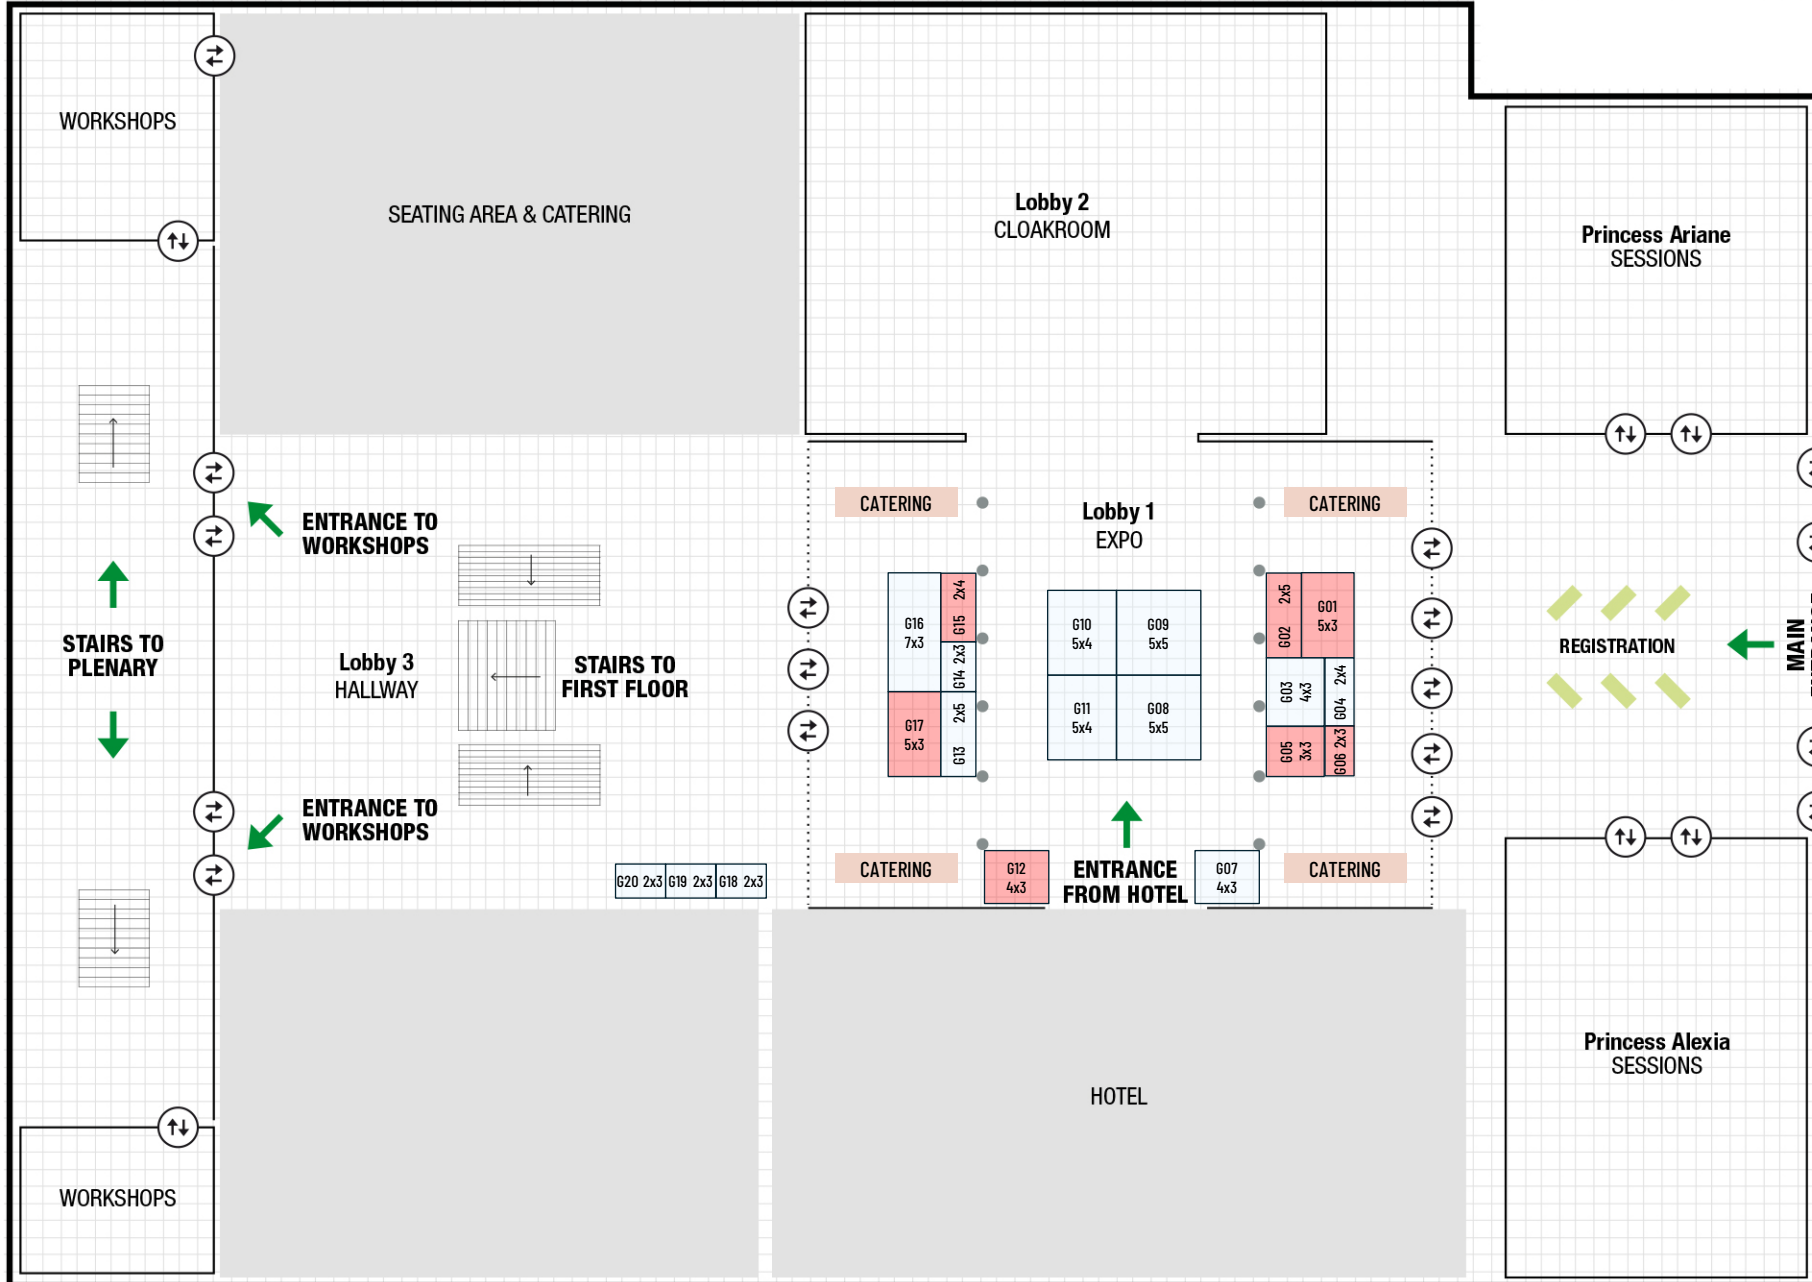 WORKSHOPS
SEATING AREA & CATERING
Lobby 2
CLOAKROOM
Princess Ariane
SESSIONS
CATERING
Lobby 1
EXPO
CATERING
ENTRANCE TO
WORKSHOPS
STAIRS TO
PLENARY
Lobby 3
HALLWAY
STAIRS TO
FIRST FLOOR
G16
7x3
G15 2x4
G14 2x3
G17
5x3
G13 2x5
G10
5x4
G09
5x5
G11
5x4
G08
5x5
G02 2x5
G01
5x3
G03
4x3
G04 2x4
G05
3x3
G06 2x3
REGISTRATION
MAIN
ENTRANCE TO
WORKSHOPS
G20 2x3
G19 2x3
G18 2x3
CATERING
G12
4x3
ENTRANCE
FROM HOTEL
G07
4x3
CATERING
HOTEL
Princess Alexia
SESSIONS
WORKSHOPS